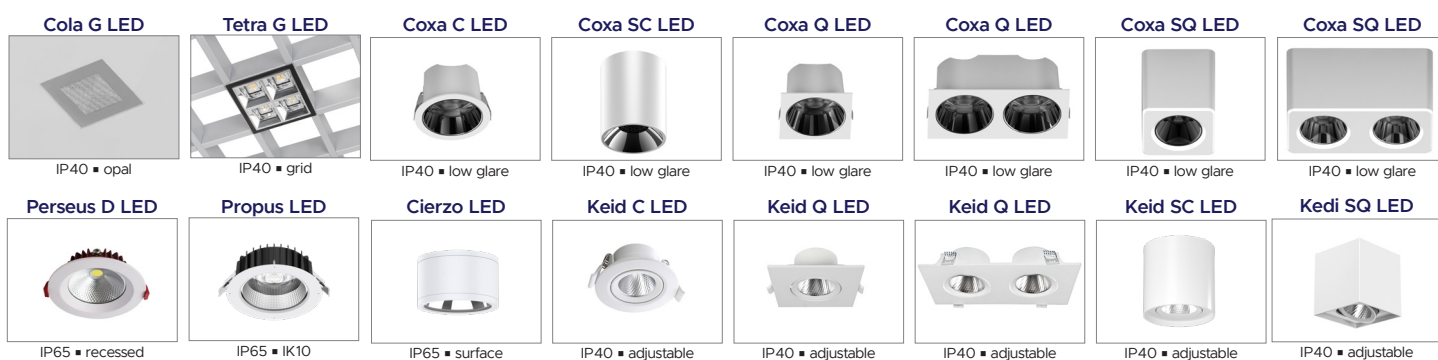 Cola G LED
Tetra G LED
Coxa C LED
Coxa SC LED
Coxa Q LED
Coxa Q LED
Coxa SQ LED
Coxa SQ LED
IP40 ▪ opal
IP40 ▪ grid
IP40 ▪ low glare
IP40 ▪ low glare
IP40 ▪ low glare
IP40 ▪ low glare
IP40 ▪ low glare
IP40 ▪ low glare
Perseus D LED
Propus LED
Cierzo LED
Keid C LED
Keid Q LED
Keid Q LED
Keid SC LED
Kedi SQ LED
IP65 ▪ recessed
IP65 ▪ IK10
IP65 ▪ surface
IP40 ▪ adjustable
IP40 ▪ adjustable
IP40 ▪ adjustable
IP40 ▪ adjustable
IP40 ▪ adjustable